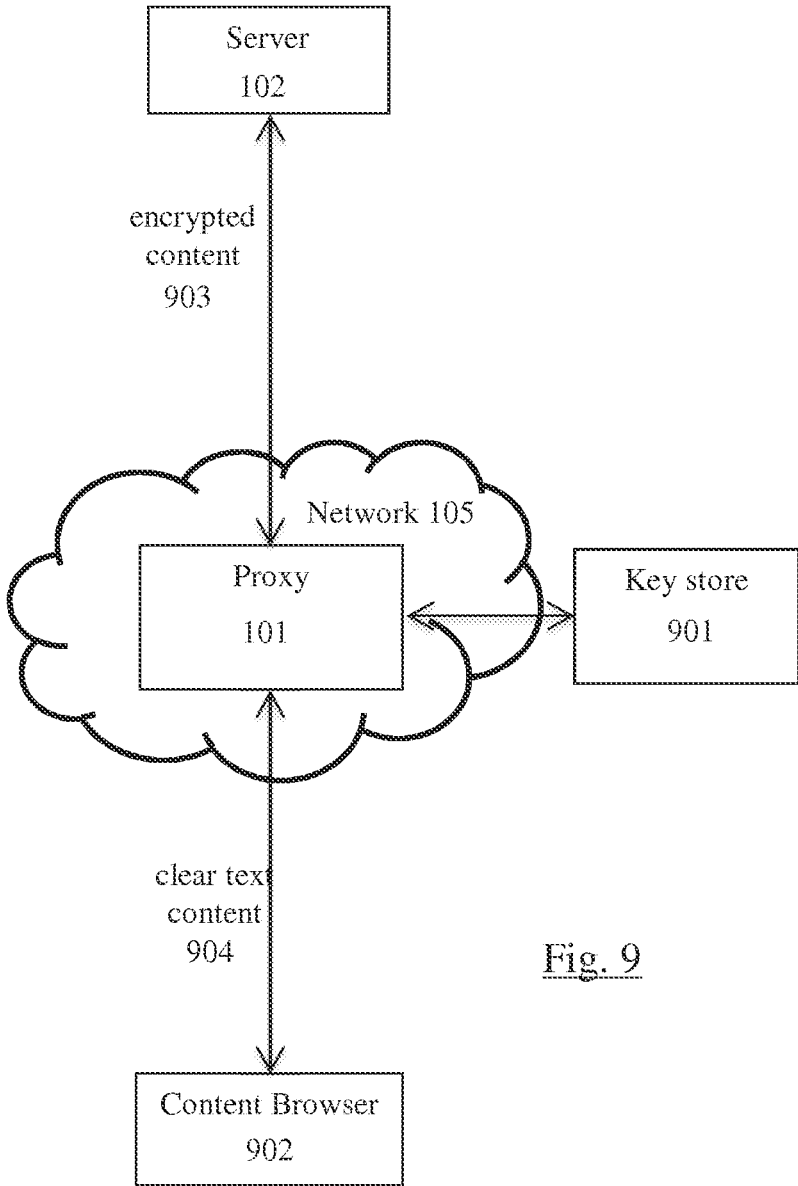 Server
102
encrypted
content
903
Network 105
Proxy
101
Key store
901
clear text
content
904
Fig. 9
Content Browser
902